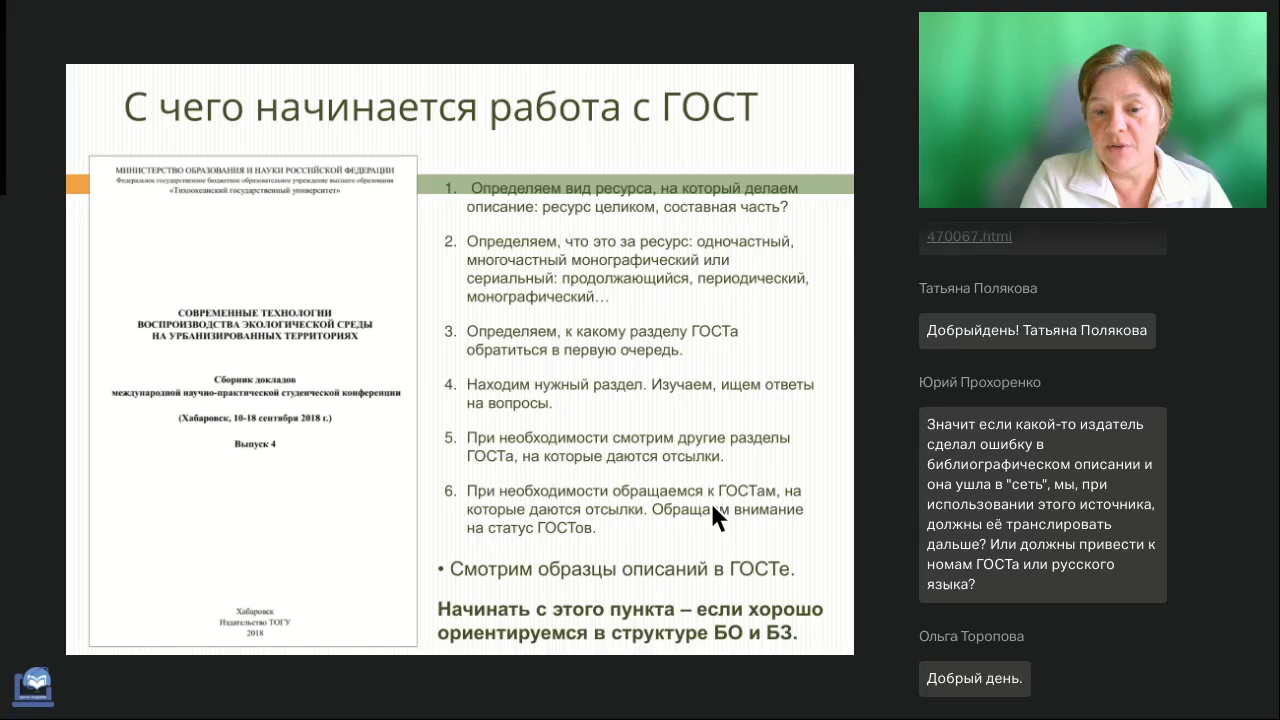 С чего начинается работа с ГОСТ
МИНИСТЕРСТВО ОБРАЗОВАНИЯ И НАУКИ РОССИЙСКОЙ ФЕДЕРАЦИИ
Федеральное государственное бюджетное образовательное учреждение высшего образования
«Тихоокеанский государственный университет»
СОВРЕМЕННЫЕ ТЕХНОЛОГИИ
ВОСПРОИЗВОДСТВА ЭКОЛОГИЧЕСКОЙ СРЕДЫ
НА УРБАНИЗИРОВАННЫХ ТЕРРИТОРИЯХ
Сборник докладов
международной научно-практической студенческой конференции
(Хабаровск, 10-18 сентября 2018 г.)
Выпуск 4
Хабаровск
Издательство ТОГУ
2018
1. Определяем вид ресурса, на который делаем
описание: ресурс целиком, составная часть?
2. Определяем, что это за ресурс: одночастный,
многочастный монографический или
сериальный: продолжающийся, периодический,
монографический…
3. Определяем, к какому разделу ГОСТа
обратиться в первую очередь.
4. Находим нужный раздел. Изучаем, ищем ответы
на вопросы.
5. При необходимости смотрим другие разделы
ГОСТа, на которые даются отсылки.
6. При необходимости обращаемся к ГОСТам, на
которые даются отсылки. Обращаем внимание
на статус ГОСТов.
• Смотрим образцы описаний в ГОСТе.
Начинать с этого пункта – если хорошо
ориентируемся в структуре БО и БЗ.
470067.html
Татьяна Полякова
Добрыйдень! Татьяна Полякова
Юрий Прохоренко
Значит если какой-то издатель
сделал ошибку в
библиографическом описании и
она ушла в "сеть", мы, при
использовании этого источника,
должны её транслировать
дальше? Или должны привести к
номам ГОСТа или русского
языка?
Ольга Торопова
Добрый день.